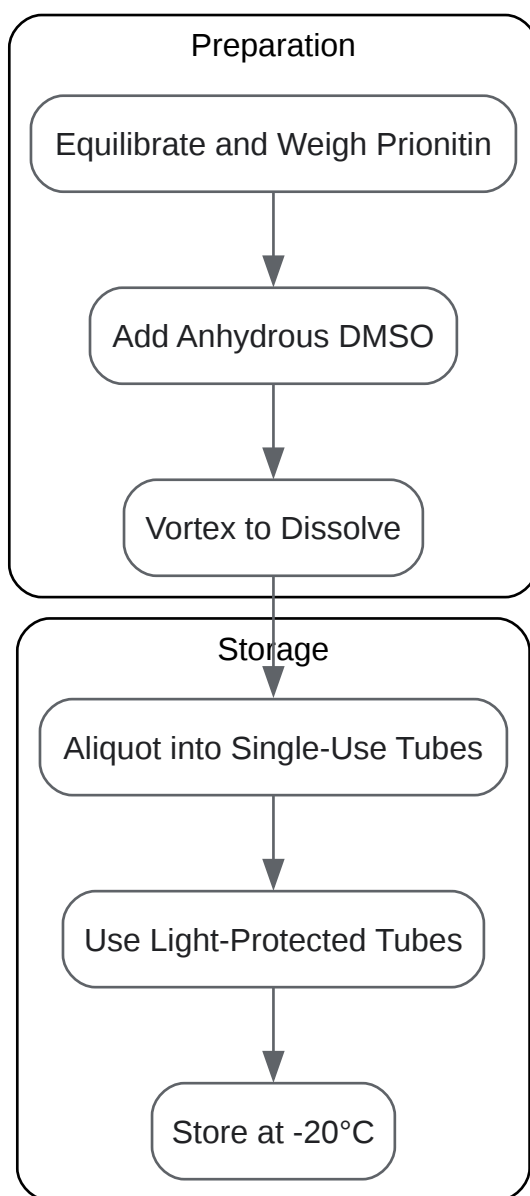 Preparation
Equilibrate and Weigh Prionitin
Add Anhydrous DMSO
Vortex to Dissolve
Storage
Aliquot into Single-Use Tubes
Use Light-Protected Tubes
Store at -20°C